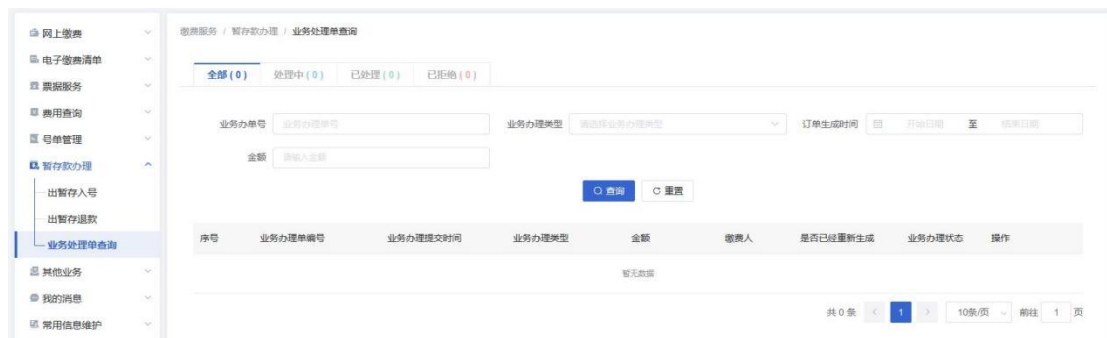 网上缴费
电子缴费清单
票据服务
费用查询
号单管理
暂存款办理
出暂存入号
出暂存退款
业务处理单查询
其他业务
我的消息
常用信息维护
缴费服务 / 暂存款办理 / 业务处理单查询
全部(0) 处理中(0) 已处理(0) 已拒绝(0)
业务办单号 业务办理单号 业务办理类型 请选择业务办理类型 订单生成时间 开始日期 至 结束日期
金额 请输入金额
查询 重置
序号 业务办理单编号 业务办理提交时间 业务办理类型 金额 缴费人 是否已经重新生成 业务办理状态 操作
暂无数据
共 0 条 < 1 > 10条/页 前往 1 页